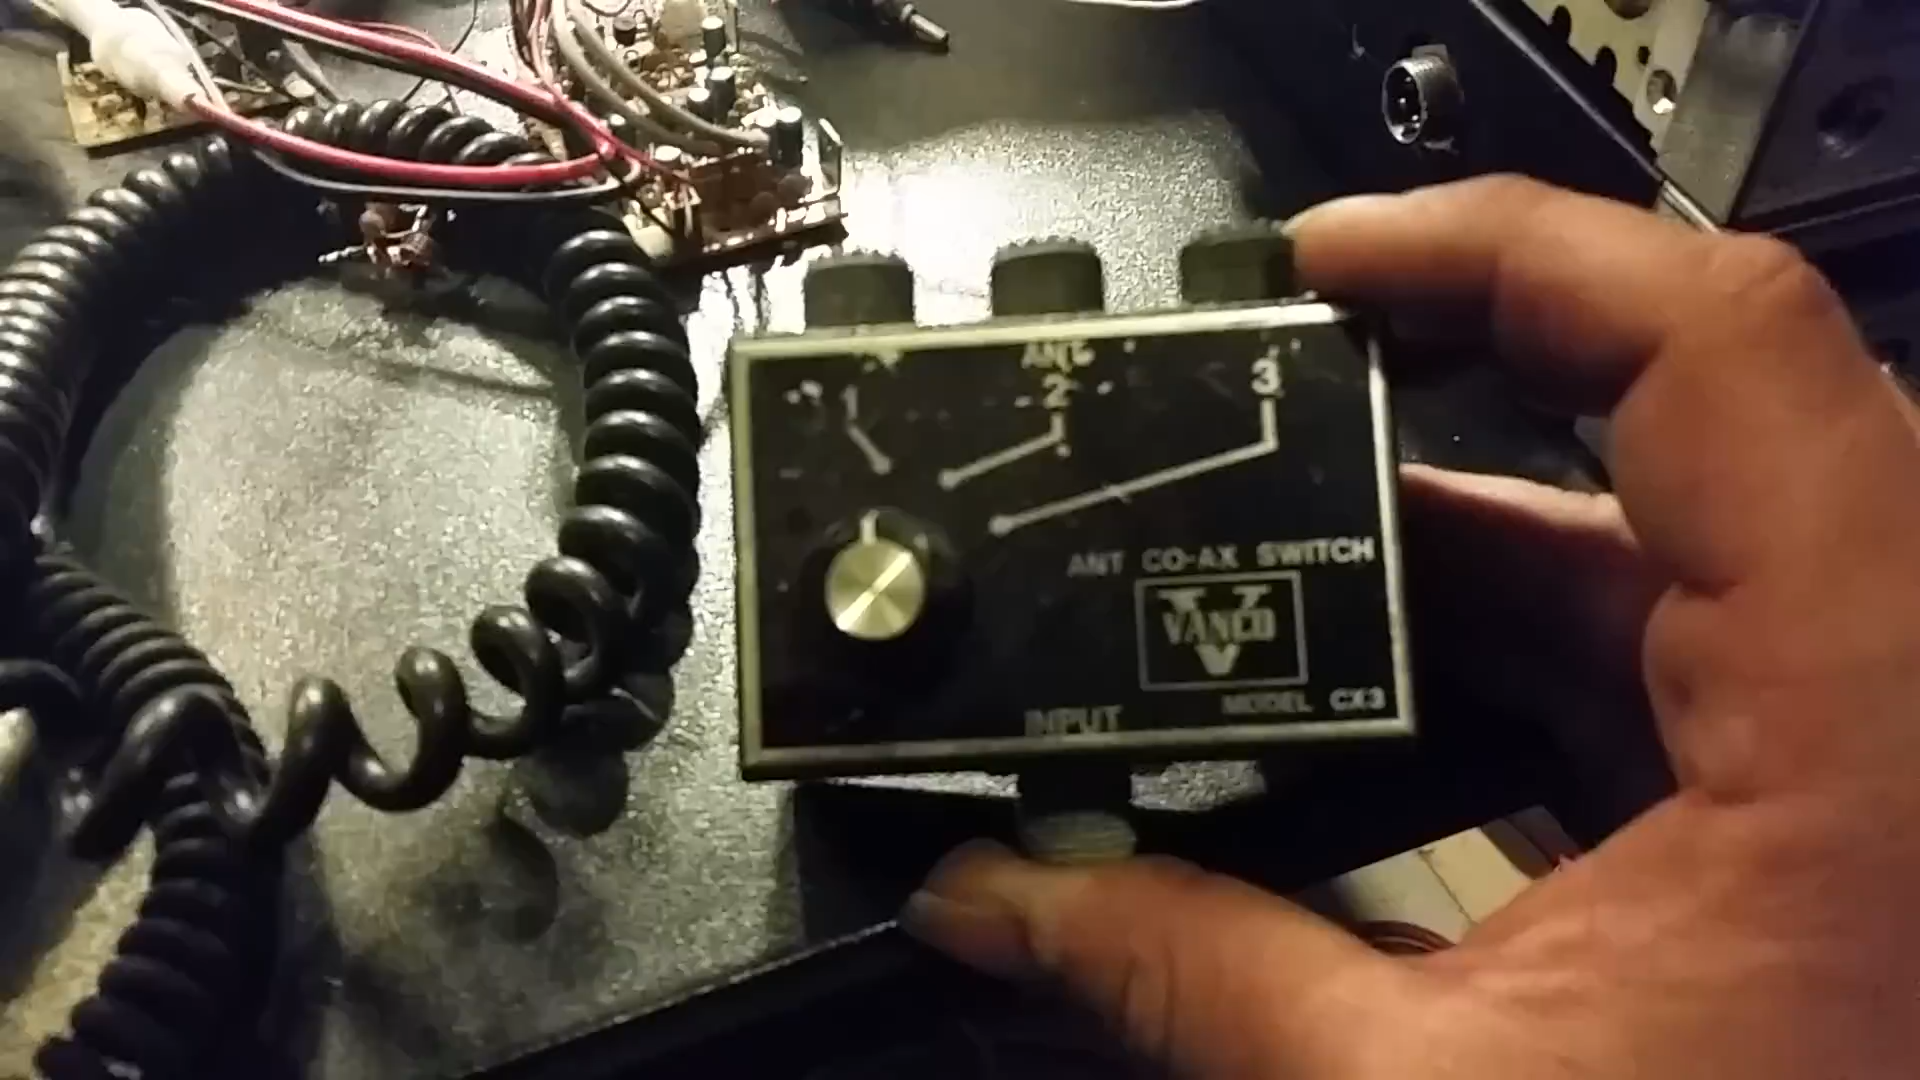 ANT
1 2 3
ANT CO-AX SWITCH
VANCO
MODEL CX3
INPUT